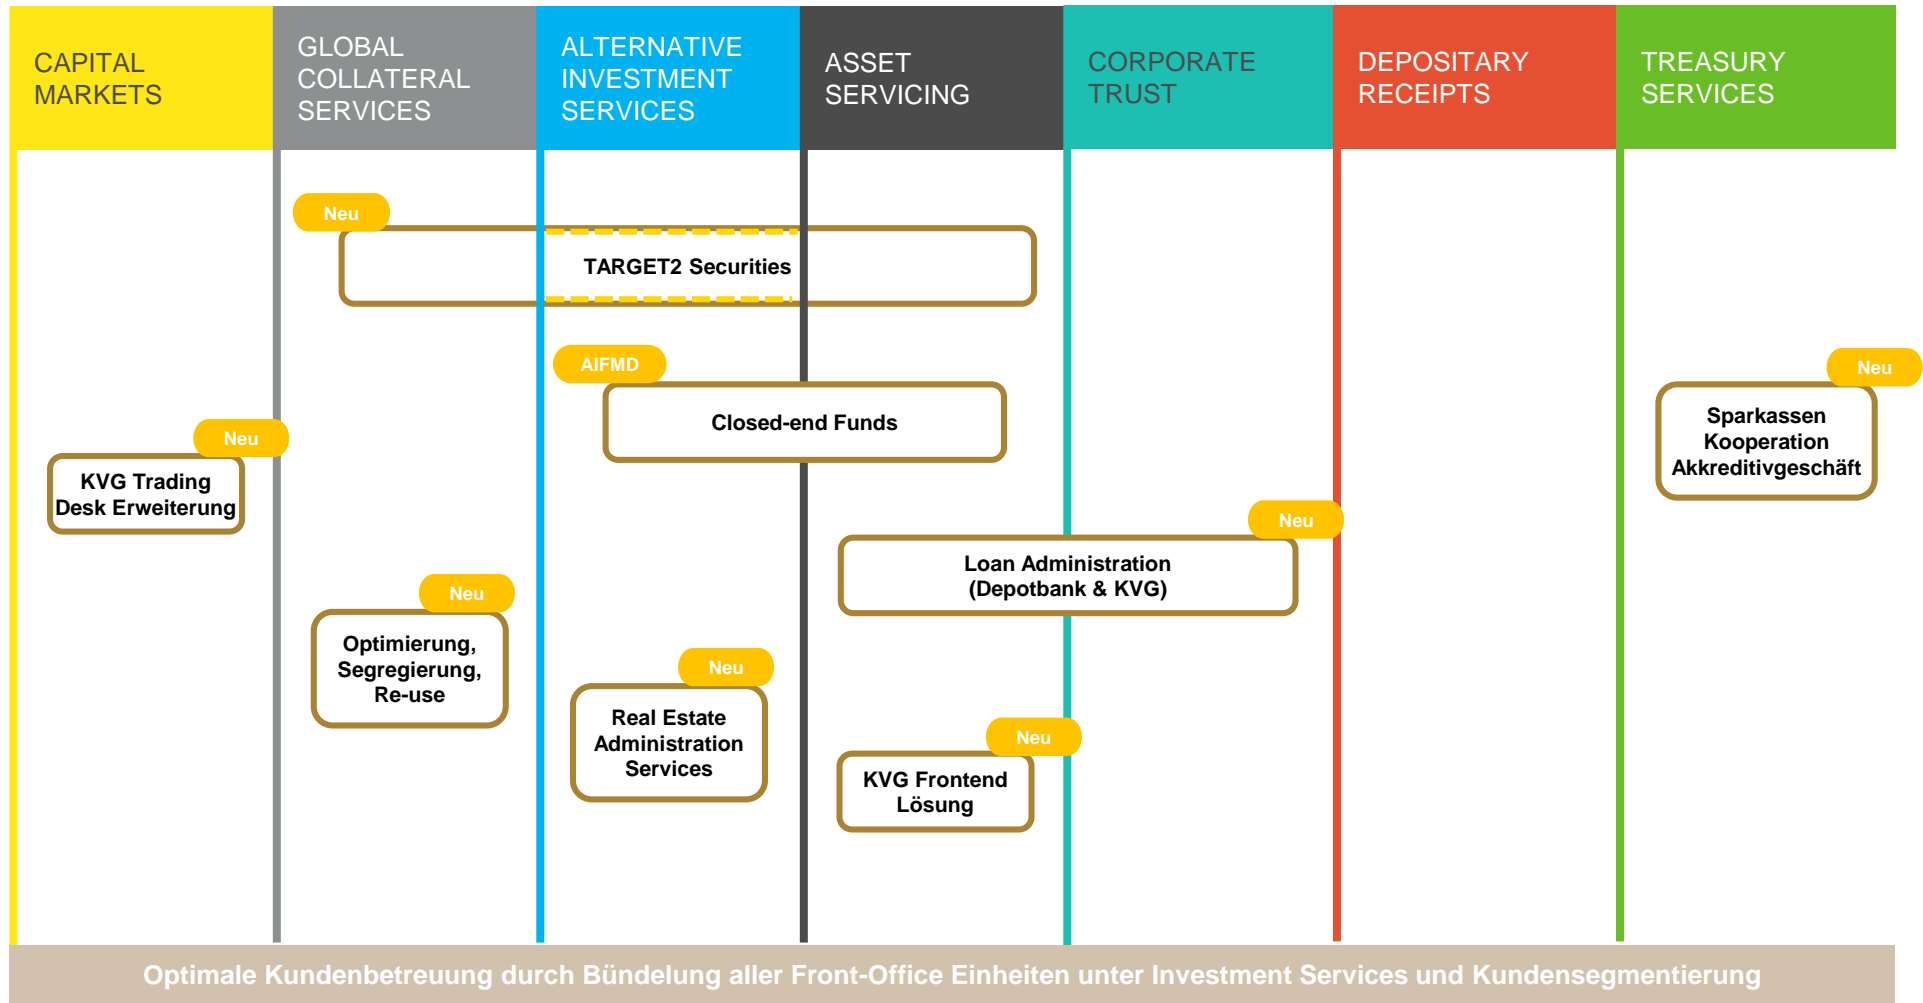 CAPITAL
MARKETS
GLOBAL
COLLATERAL
SERVICES
ALTERNATIVE
INVESTMENT
SERVICES
ASSET
SERVICING
CORPORATE
TRUST
DEPOSITARY
RECEIPTS
TREASURY
SERVICES
Neu
TARGET2 Securities
AIFMD
Closed-end Funds
Neu
Sparkassen
Kooperation
Akkreditivgeschäft
Neu
KVG Trading
Desk Erweiterung
Neu
Loan Administration
(Depotbank & KVG)
Neu
Optimierung,
Segregierung,
Re-use
Neu
Real Estate
Administration
Services
Neu
KVG Frontend
Lösung
Optimale Kundenbetreuung durch Bündelung aller Front-Office Einheiten unter Investment Services und Kundensegmentierung